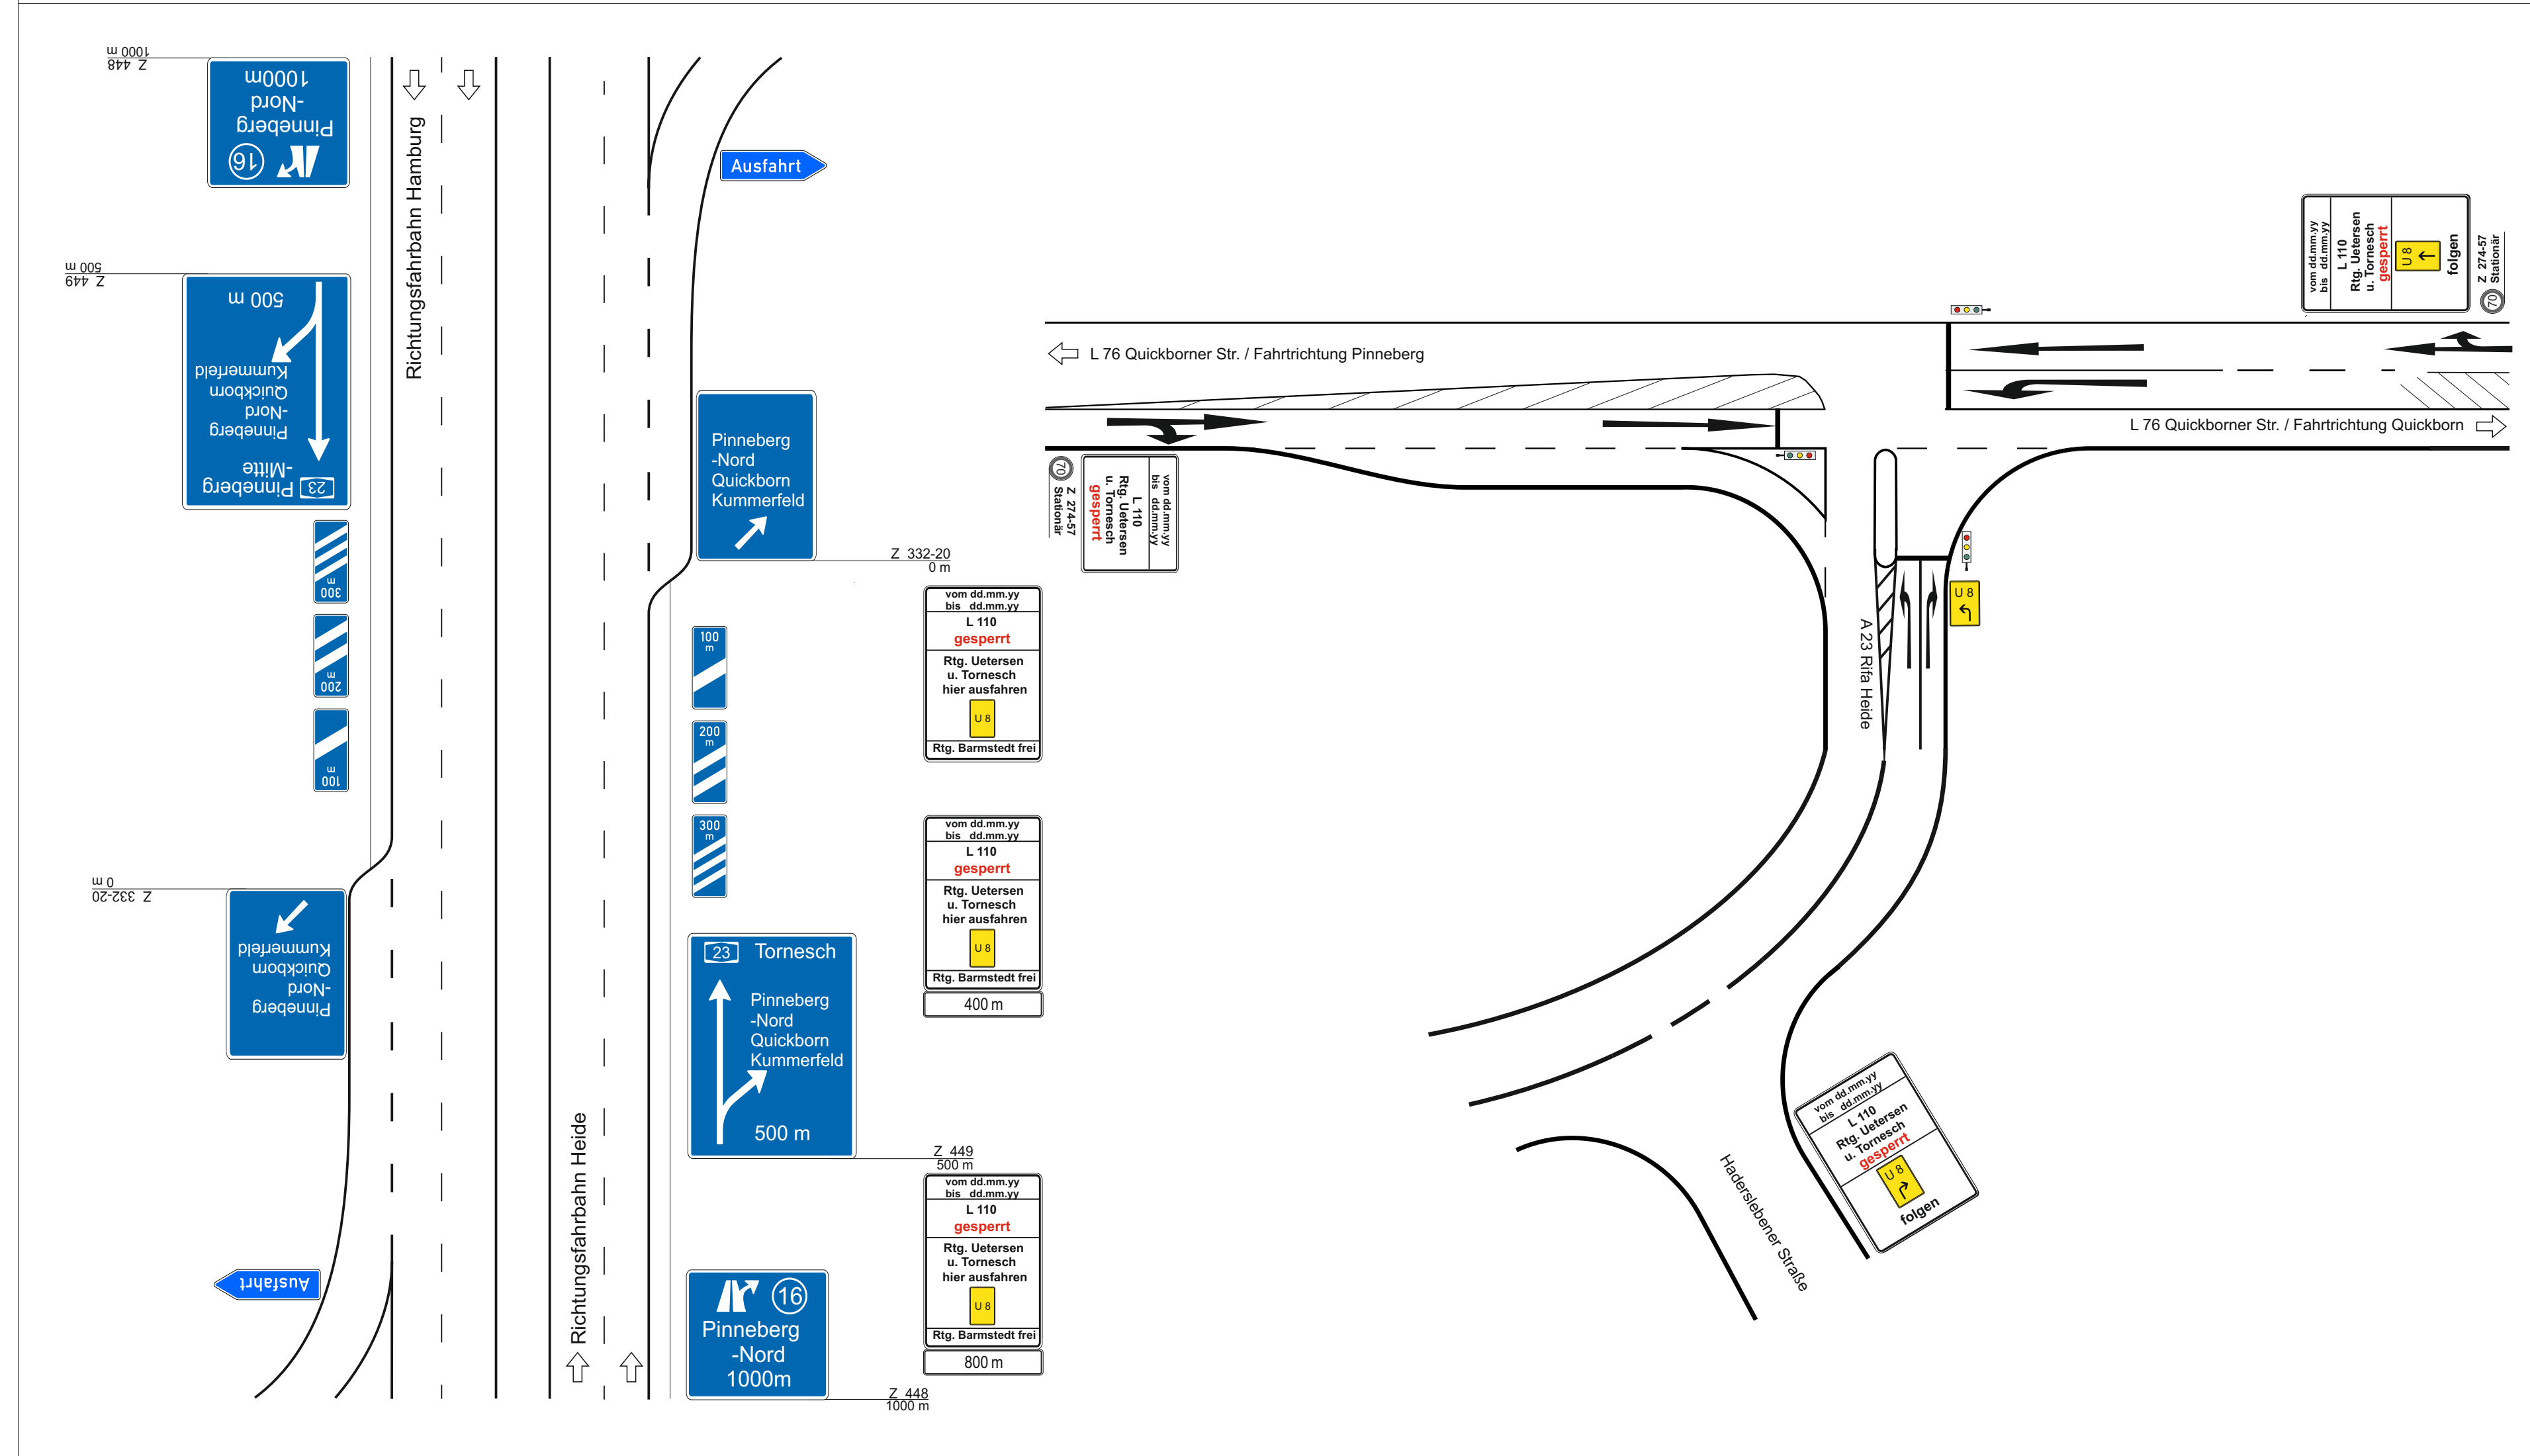 Z 448
1000 m
16
Pinneberg
-Nord
1000m
Z 449
500 m
23
Pinneberg
-Mitte
Pinneberg
-Nord
Quickborn
Kummerfeld
500 m
300
m
200
m
100
m
Z 332-20
0 m
Pinneberg
-Nord
Quickborn
Kummerfeld
Ausfahrt
Richtungsfahrbahn Hamburg
Richtungsfahrbahn Heide
Ausfahrt
Pinneberg
-Nord
Quickborn
Kummerfeld
Z 332-20
0 m
100
m
200
m
300
m
23 Tornesch
Pinneberg
-Nord
Quickborn
Kummerfeld
500 m
Z 449
500 m
16
Pinneberg
-Nord
1000m
Z 448
1000 m
vom dd.mm.yy
bis dd.mm.yy
L 110
gesperrt
Rtg. Uetersen
u. Tornesch
hier ausfahren
U 8
Rtg. Barmstedt frei
vom dd.mm.yy
bis dd.mm.yy
L 110
gesperrt
Rtg. Uetersen
u. Tornesch
hier ausfahren
U 8
Rtg. Barmstedt frei
400 m
vom dd.mm.yy
bis dd.mm.yy
L 110
gesperrt
Rtg. Uetersen
u. Tornesch
hier ausfahren
U 8
Rtg. Barmstedt frei
800 m
L 76 Quickborner Str. / Fahrtrichtung Pinneberg
L 76 Quickborner Str. / Fahrtrichtung Quickborn
vom dd.mm.yy
bis dd.mm.yy
L 110
Rtg. Uetersen
u. Tornesch
gesperrt
U 8
folgen
Z 274-57
Stationär
70
vom dd.mm.yy
bis dd.mm.yy
L 110
Rtg. Uetersen
u. Tornesch
gesperrt
70
Z 274-57
Stationär
U 8
A 23 Rifa Heide
Haderslebener Straße
vom dd.mm.yy
bis dd.mm.yy
L 110
Rtg. Uetersen
u. Tornesch
gesperrt
U 8
folgen